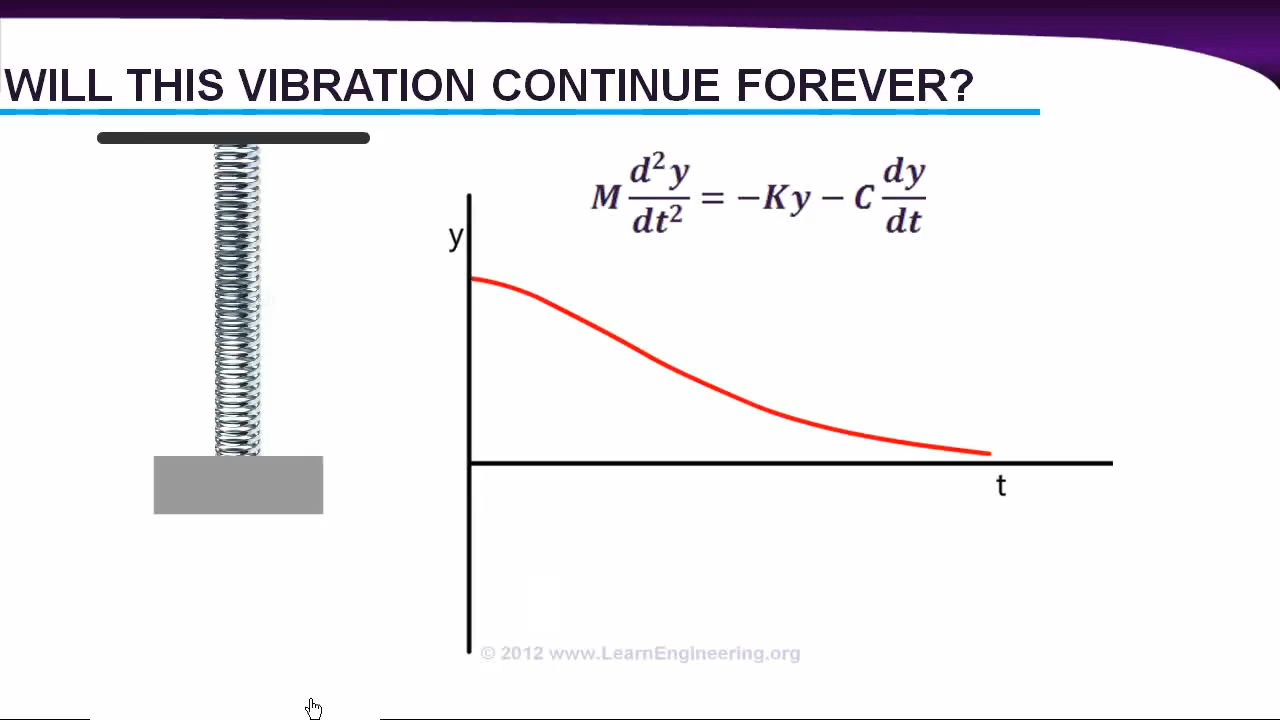 WILL THIS VIBRATION CONTINUE FOREVER?
M d²y/dt² = −Ky − C dy/dt
y
t
© 2012 www.LearnEngineering.org